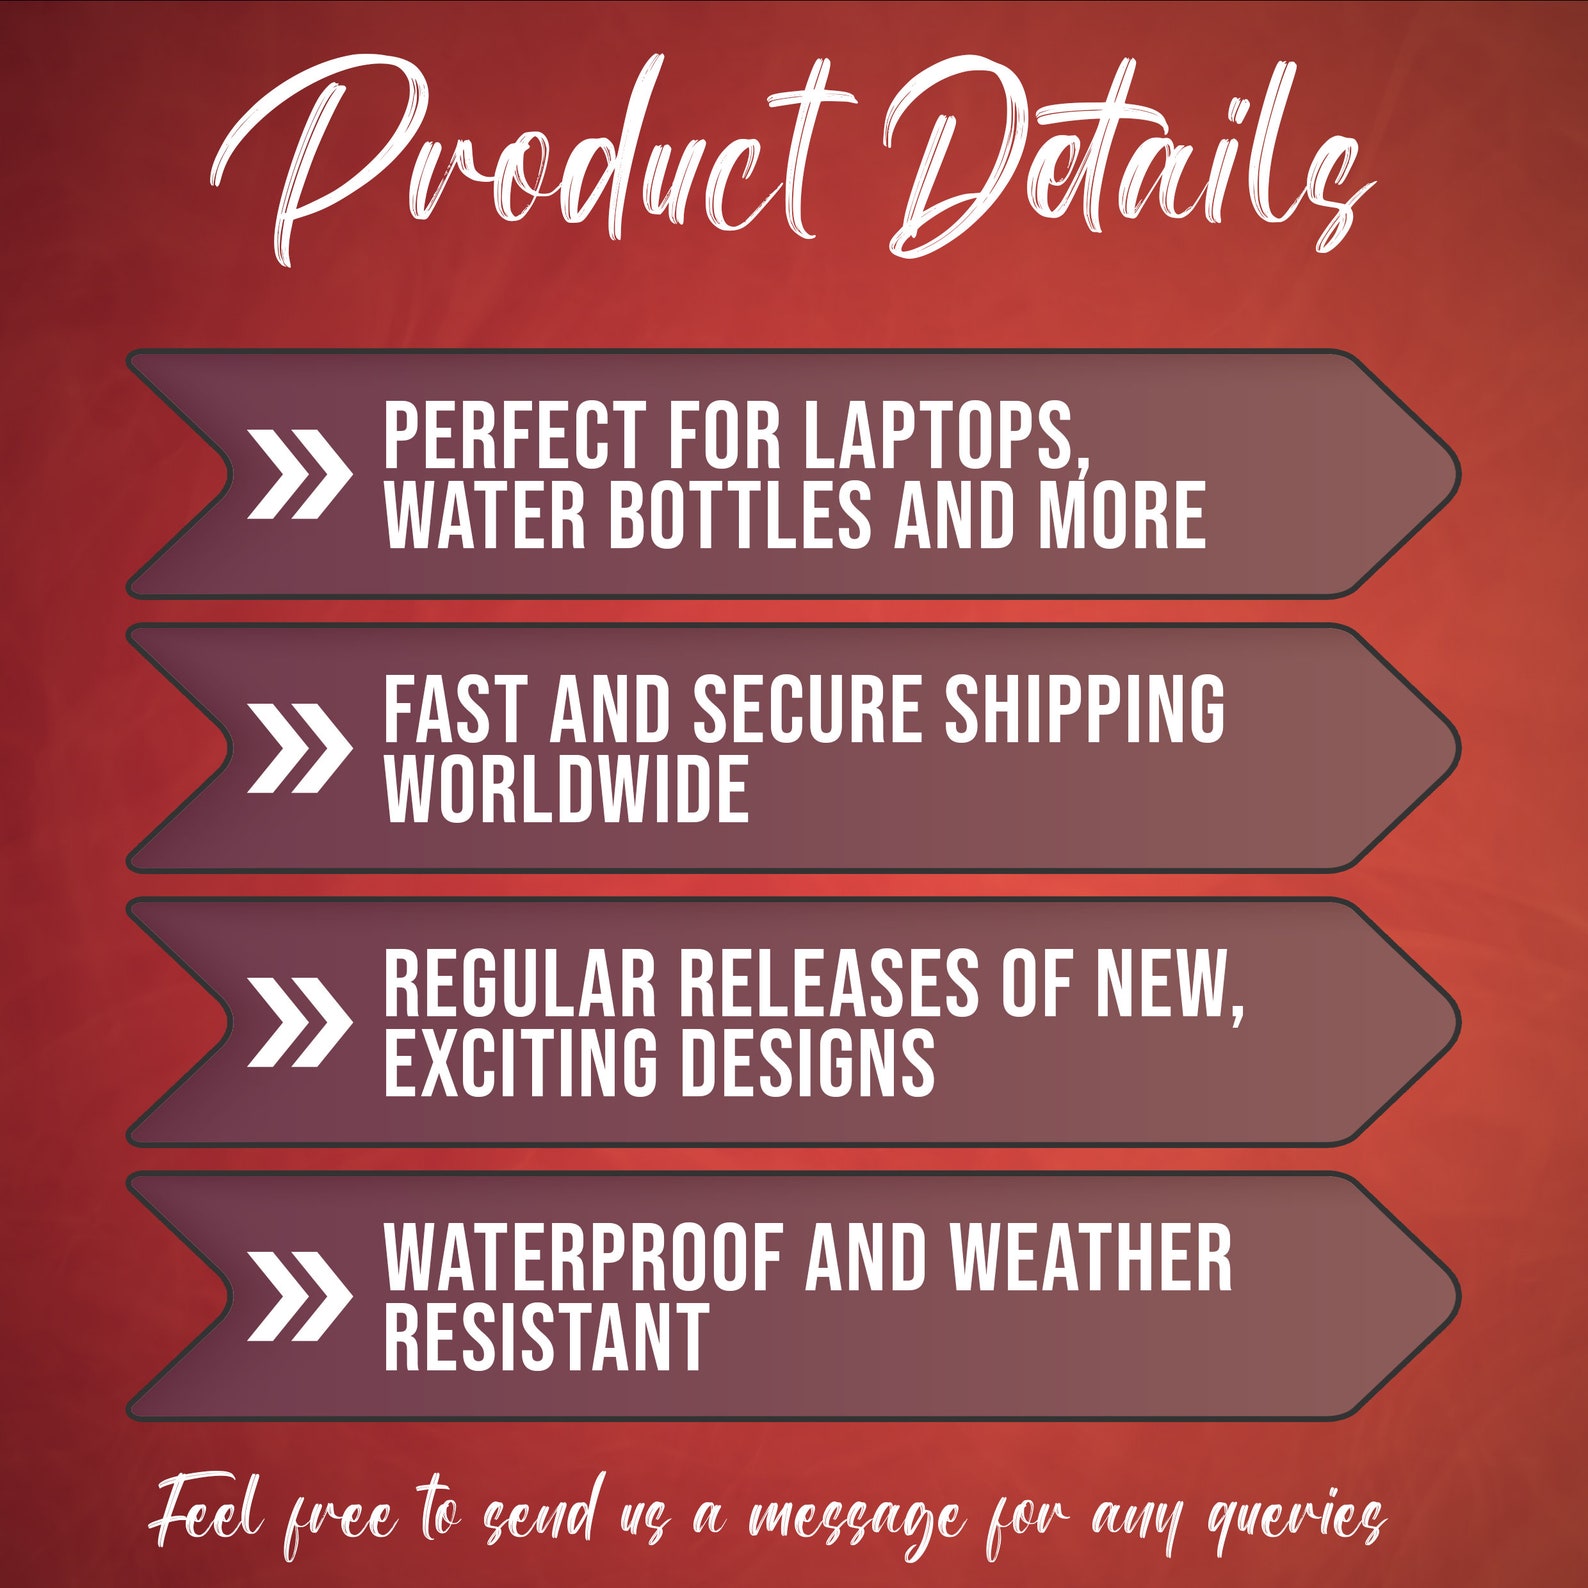 Product Details
PERFECT FOR LAPTOPS,
WATER BOTTLES AND MORE
FAST AND SECURE SHIPPING
WORLDWIDE
REGULAR RELEASES OF NEW,
EXCITING DESIGNS
WATERPROOF AND WEATHER
RESISTANT
Feel free to send us a message for any queries